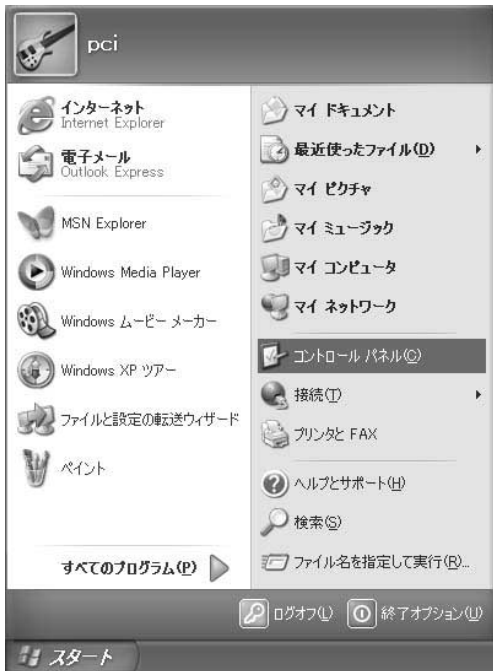 pci
インターネット
Internet Explorer
電子メール
Outlook Express
MSN Explorer
Windows Media Player
Windows ムービー メーカー
Windows XP ツアー
ファイルと設定の転送ウィザード
ペイント
すべてのプログラム(P)
マイ ドキュメント
最近使ったファイル(D)
マイ ピクチャ
マイ ミュージック
マイ コンピュータ
マイ ネットワーク
コントロール パネル(C)
接続(T)
プリンタと FAX
ヘルプとサポート(H)
検索(S)
ファイル名を指定して実行(R)...
ログオフ(L)
終了オプション(U)
スタート